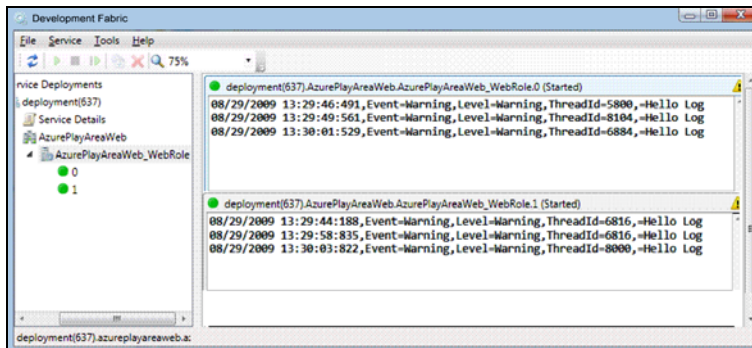 Development Fabric
File Service Tools Help
75%
rvice Deployments
deployment(637)
Service Details
AzurePlayAreaWeb
AzurePlayAreaWeb_WebRole
0
1
deployment(637).AzurePlayAreaWeb.AzurePlayAreaWeb_WebRole.0 (Started)
08/29/2009 13:29:46:491,Event=Warning,Level=Warning,ThreadId=5800,=Hello Log
08/29/2009 13:29:49:561,Event=Warning,Level=Warning,ThreadId=8104,=Hello Log
08/29/2009 13:30:01:529,Event=Warning,Level=Warning,ThreadId=6884,=Hello Log
deployment(637).AzurePlayAreaWeb.AzurePlayAreaWeb_WebRole.1 (Started)
08/29/2009 13:29:44:188,Event=Warning,Level=Warning,ThreadId=6816,=Hello Log
08/29/2009 13:29:58:835,Event=Warning,Level=Warning,ThreadId=6816,=Hello Log
08/29/2009 13:30:03:822,Event=Warning,Level=Warning,ThreadId=8000,=Hello Log
deployment(637).azureplayareaweb.a: